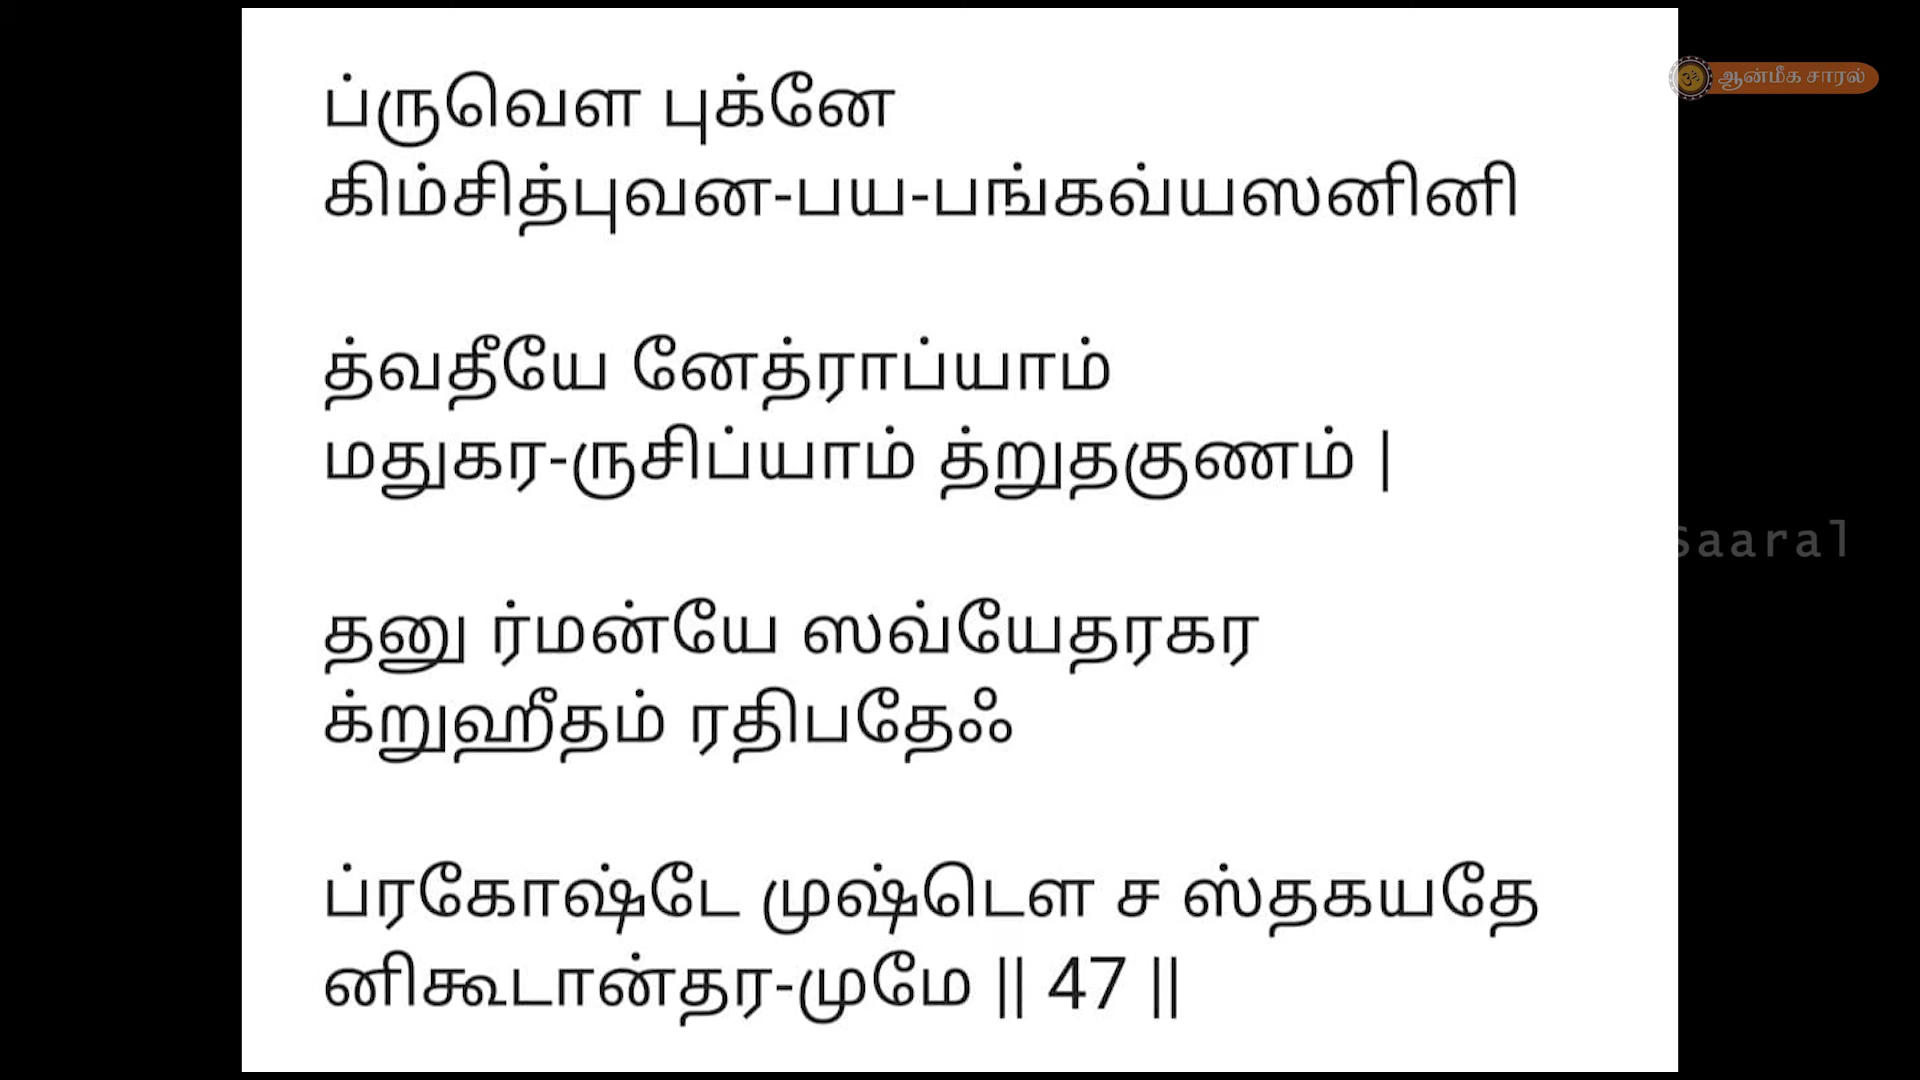 ப்ருவௌ புக்னே
கிம்சித்புவன-பய-பங்கவ்யஸனினி
த்வதீயே னேத்ராப்யாம்
மதுகர-ருசிப்யாம் த்றுதகுணம் |
தனு ர்மன்யே ஸவ்யேதரகர
க்றுஹீதம் ரதிபதேஃ
ப்ரகோஷ்டே முஷ்டௌ ச ஸ்தகயதே
னிகூடான்தர-முமே || 47 ||
ஆன்மீக சாரல்
Saaral